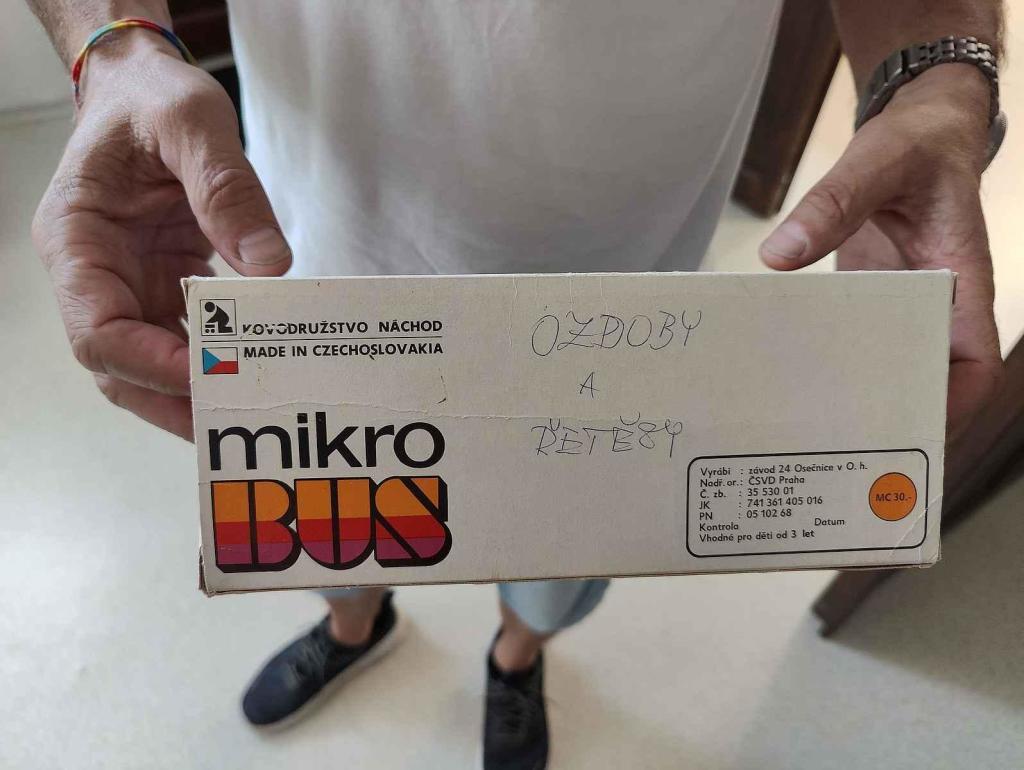 KOVODRUŽSTVO NÁCHOD
MADE IN CZECHOSLOVAKIA
mikro
BUS
OZDOBY
A
ŘETĚZY
Vyrábí : závod 24 Osečnice v O. h.
Nadř. or.: ČSVD Praha
Č. zb. : 35 530 01
JK : 741 361 405 016
PN : 05 102 68
Kontrola Datum
Vhodné pro děti od 3 let
MC 30.-